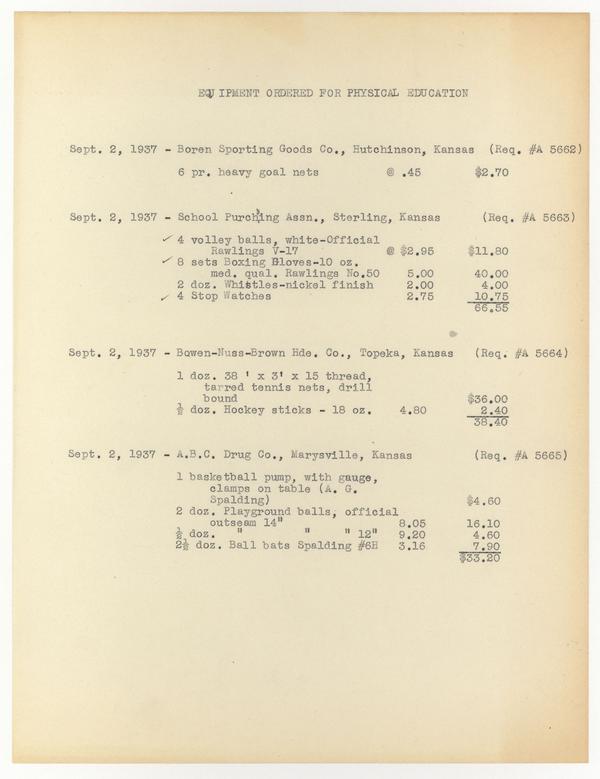 EQUIPMENT ORDERED FOR PHYSICAL EDUCATION
Sept. 2, 1937 - Boren Sporting Goods Co., Hutchinson, Kansas (Req. #A 5662)
6 pr. heavy goal nets @ .45 $2.70
Sept. 2, 1937 - School Purching Assn., Sterling, Kansas (Req. #A 5663)
✓ 4 volley balls, white-Official
Rawlings V-17 @ $2.95 $11.80
✓ 8 sets Boxing Gloves-10 oz.
med. qual. Rawlings No.50 5.00 40.00
2 doz. Whistles-nickel finish 2.00 4.00
✓ 4 Stop Watches 2.75 10.75
66.55
Sept. 2, 1937 - Bowen-Nuss-Brown Hde. Co., Topeka, Kansas (Req. #A 5664)
1 doz. 38 ' x 3' x 15 thread,
tarred tennis nets, drill
bound $36.00
½ doz. Hockey sticks - 18 oz. 4.80 2.40
38.40
Sept. 2, 1937 - A.B.C. Drug Co., Marysville, Kansas (Req. #A 5665)
1 basketball pump, with gauge,
clamps on table (A. G.
Spalding) $4.60
2 doz. Playground balls, official
outseam 14" 8.05 16.10
½ doz. " " " 12" 9.20 4.60
2½ doz. Ball bats Spalding #6H 3.16 7.90
$33.20